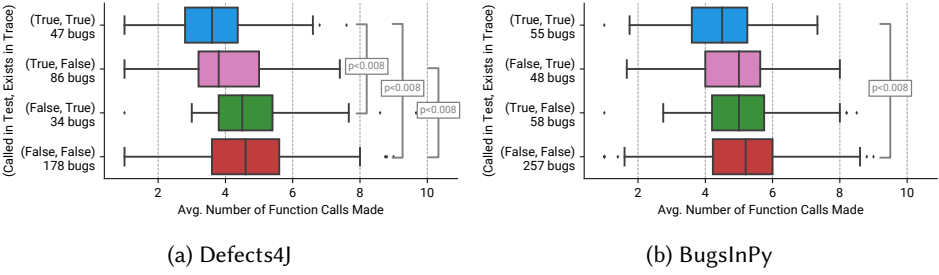 (Called in Test, Exists in Trace)
(True, True)
47 bugs
(True, False)
86 bugs
(False, True)
34 bugs
(False, False)
178 bugs
p<0.008
p<0.008
p<0.008
2 4 6 8 10
Avg. Number of Function Calls Made
(a) Defects4J
(Called in Test, Exists in Trace)
(True, True)
55 bugs
(False, True)
48 bugs
(True, False)
58 bugs
(False, False)
257 bugs
p<0.008
2 4 6 8 10
Avg. Number of Function Calls Made
(b) BugsInPy